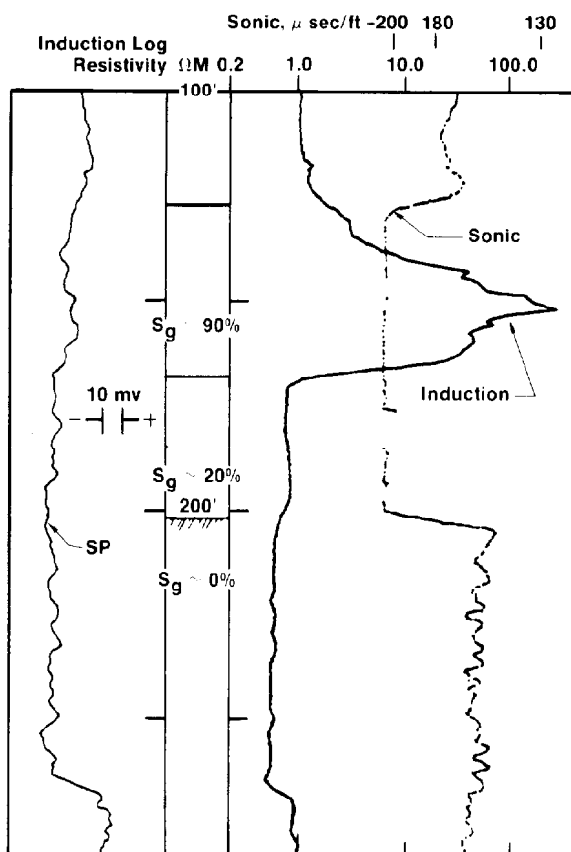 Sonic, μ sec/ft -200 180 130
Induction Log
Resistivity ΩM 0.2 1.0 10.0 100.0
100'
Sonic
Sg ~ 90%
10 mv
- +
Induction
Sg ~ 20%
200'
SP
Sg ~ 0%